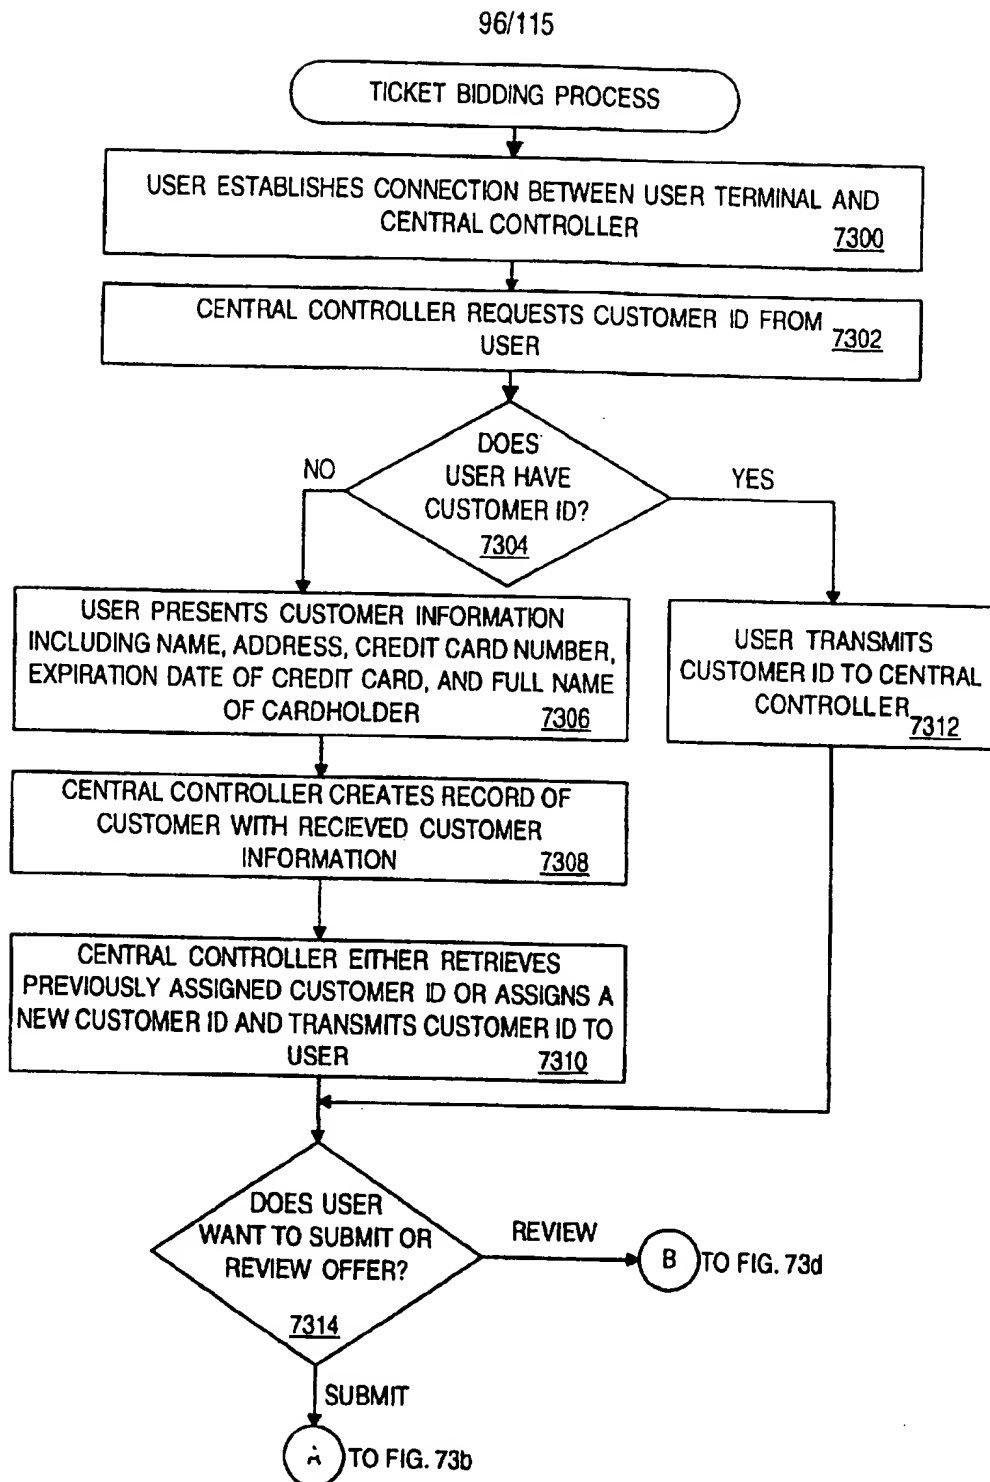 96/115
TICKET BIDDING PROCESS
USER ESTABLISHES CONNECTION BETWEEN USER TERMINAL AND
CENTRAL CONTROLLER 7300
CENTRAL CONTROLLER REQUESTS CUSTOMER ID FROM 7302
USER
DOES
USER HAVE
CUSTOMER ID?
7304
NO
YES
USER PRESENTS CUSTOMER INFORMATION
INCLUDING NAME, ADDRESS, CREDIT CARD NUMBER,
EXPIRATION DATE OF CREDIT CARD, AND FULL NAME
OF CARDHOLDER 7306
USER TRANSMITS
CUSTOMER ID TO CENTRAL
CONTROLLER 7312
CENTRAL CONTROLLER CREATES RECORD OF
CUSTOMER WITH RECIEVED CUSTOMER
INFORMATION 7308
CENTRAL CONTROLLER EITHER RETRIEVES
PREVIOUSLY ASSIGNED CUSTOMER ID OR ASSIGNS A
NEW CUSTOMER ID AND TRANSMITS CUSTOMER ID TO
USER 7310
DOES USER
WANT TO SUBMIT OR
REVIEW OFFER?
7314
REVIEW
B TO FIG. 73d
SUBMIT
A TO FIG. 73b